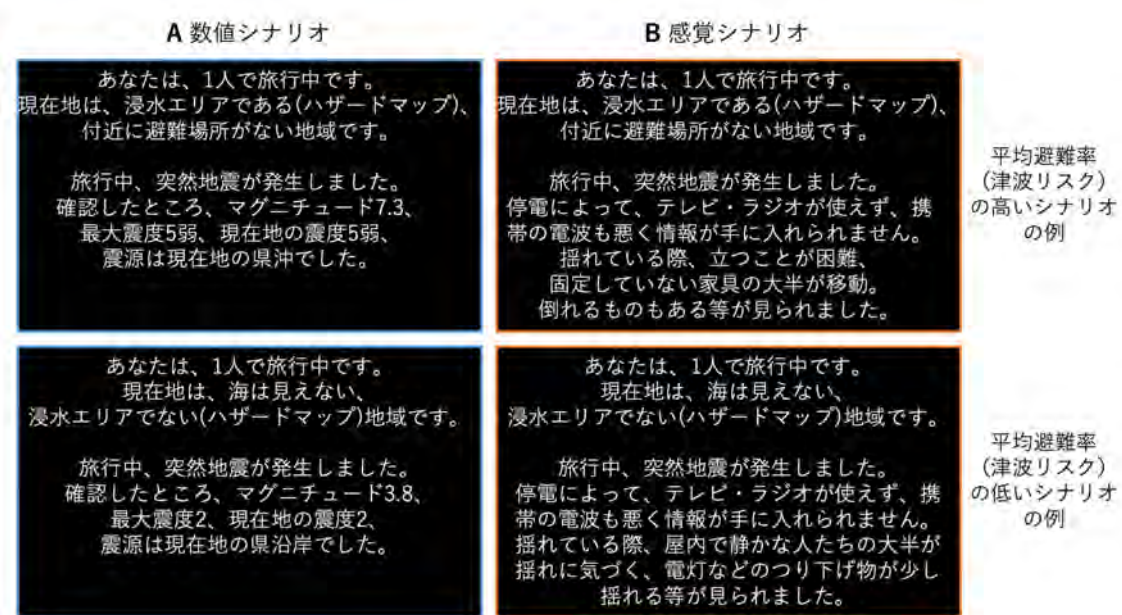 A 数値シナリオ
B 感覚シナリオ
あなたは、1人で旅行中です。
現在地は、浸水エリアである(ハザードマップ)、
付近に避難場所がない地域です。
旅行中、突然地震が発生しました。
確認したところ、マグニチュード7.3、
最大震度5弱、現在地の震度5弱、
震源は現在地の県沖でした。
あなたは、1人で旅行中です。
現在地は、浸水エリアである(ハザードマップ)、
付近に避難場所がない地域です。
旅行中、突然地震が発生しました。
停電によって、テレビ・ラジオが使えず、携
帯の電波も悪く情報が手に入れられません。
揺れている際、立つことが困難、
固定していない家具の大半が移動。
倒れるものもある等が見られました。
平均避難率
(津波リスク)
の高いシナリオ
の例
あなたは、1人で旅行中です。
現在地は、海は見えない、
浸水エリアでない(ハザードマップ)地域です。
旅行中、突然地震が発生しました。
確認したところ、マグニチュード3.8、
最大震度2、現在地の震度2、
震源は現在地の県沿岸でした。
あなたは、1人で旅行中です。
現在地は、海は見えない、
浸水エリアでない(ハザードマップ)地域です。
旅行中、突然地震が発生しました。
停電によって、テレビ・ラジオが使えず、携
帯の電波も悪く情報が手に入れられません。
揺れている際、屋内で静かな人たちの大半が
揺れに気づく、電灯などのつり下げ物が少し
揺れる等が見られました。
平均避難率
(津波リスク)
の低いシナリオ
の例